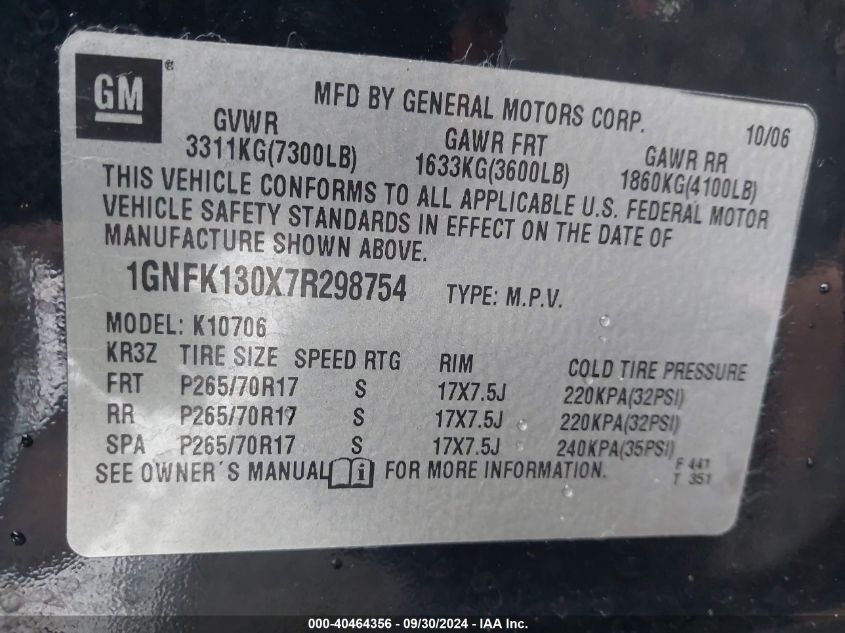 GM®
MFD BY GENERAL MOTORS CORP. 10/06
GVWR GAWR FRT GAWR RR
3311KG(7300LB) 1633KG(3600LB) 1860KG(4100LB)
THIS VEHICLE CONFORMS TO ALL APPLICABLE U.S. FEDERAL MOTOR
VEHICLE SAFETY STANDARDS IN EFFECT ON THE DATE OF
MANUFACTURE SHOWN ABOVE.
1GNFK130X7R298754 TYPE: M.P.V.
MODEL: K10706
KR3Z TIRE SIZE SPEED RTG RIM COLD TIRE PRESSURE
FRT P265/70R17 S 17X7.5J 220KPA(32PSI)
RR P265/70R17 S 17X7.5J 220KPA(32PSI)
SPA P265/70R17 S 17X7.5J 240KPA(35PSI)
SEE OWNER´S MANUAL i FOR MORE INFORMATION.
F 441
T 351
000-40464356 - 09/30/2024 - IAA Inc.